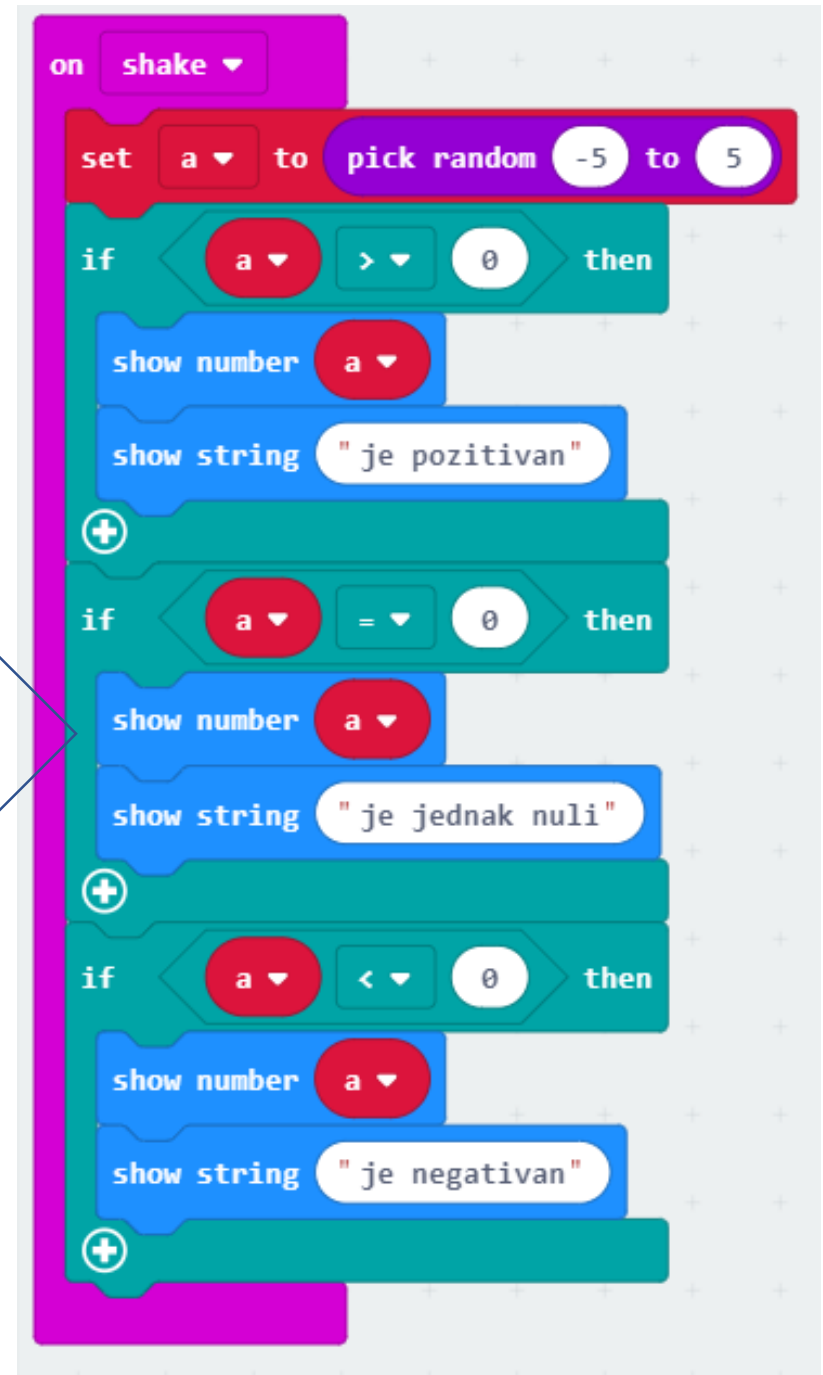 on shake
set a to pick random -5 to 5
if a > 0 then
show number a
show string "je pozitivan"
if a = 0 then
show number a
show string "je jednak nuli"
if a < 0 then
show number a
show string "je negativan"